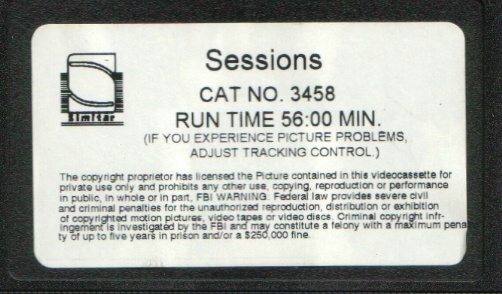 Sessions
CAT NO. 3458
Simitar
RUN TIME 56:00 MIN.
(IF YOU EXPERIENCE PICTURE PROBLEMS,
ADJUST TRACKING CONTROL.)
The copyright proprietor has licensed the Picture contained in this videocassette for
private use only and prohibits any other use, copying, reproduction or performance
in public, in whole or in part, FBI WARNING: Federal law provides severe civil
and criminal penalties for the unauthorized reproduction, distribution or exhibition
of copyrighted motion pictures, video tapes or video discs. Criminal copyright infr-
ingement is investigated by the FBI and may constitute a felony with a maximum pena
ty of up to five years in prison and/or a $250,000 fine.